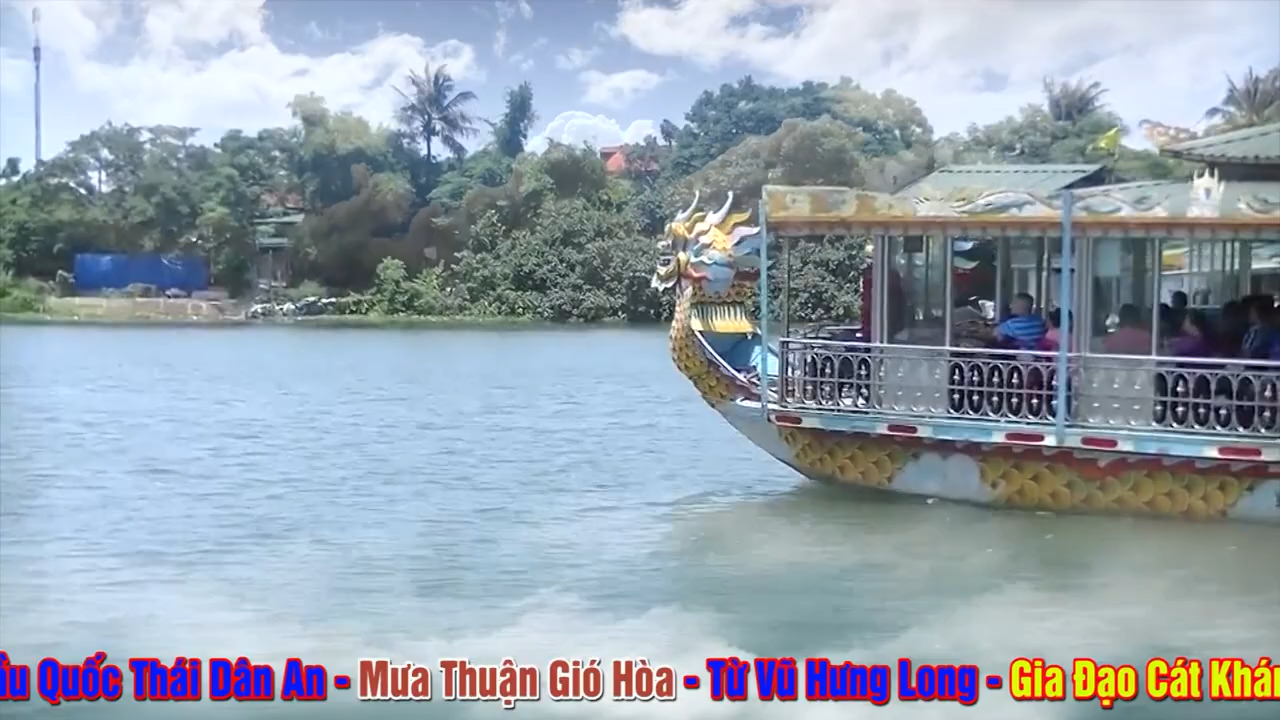 Quốc Thái Dân An - Mưa Thuận Gió Hòa - Từ Vũ Hưng Long - Gia Đạo Cát